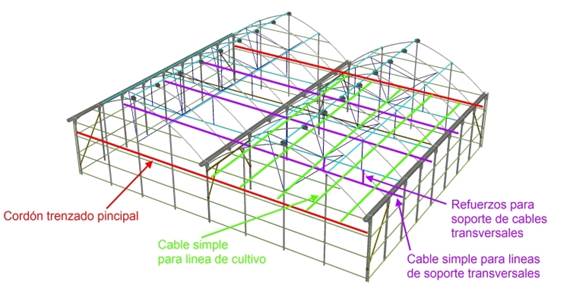 Cordón trenzado pincipal
Cable simple
para linea de cultivo
Refuerzos para
soporte de cables
transversales
Cable simple para lineas
de soporte transversales